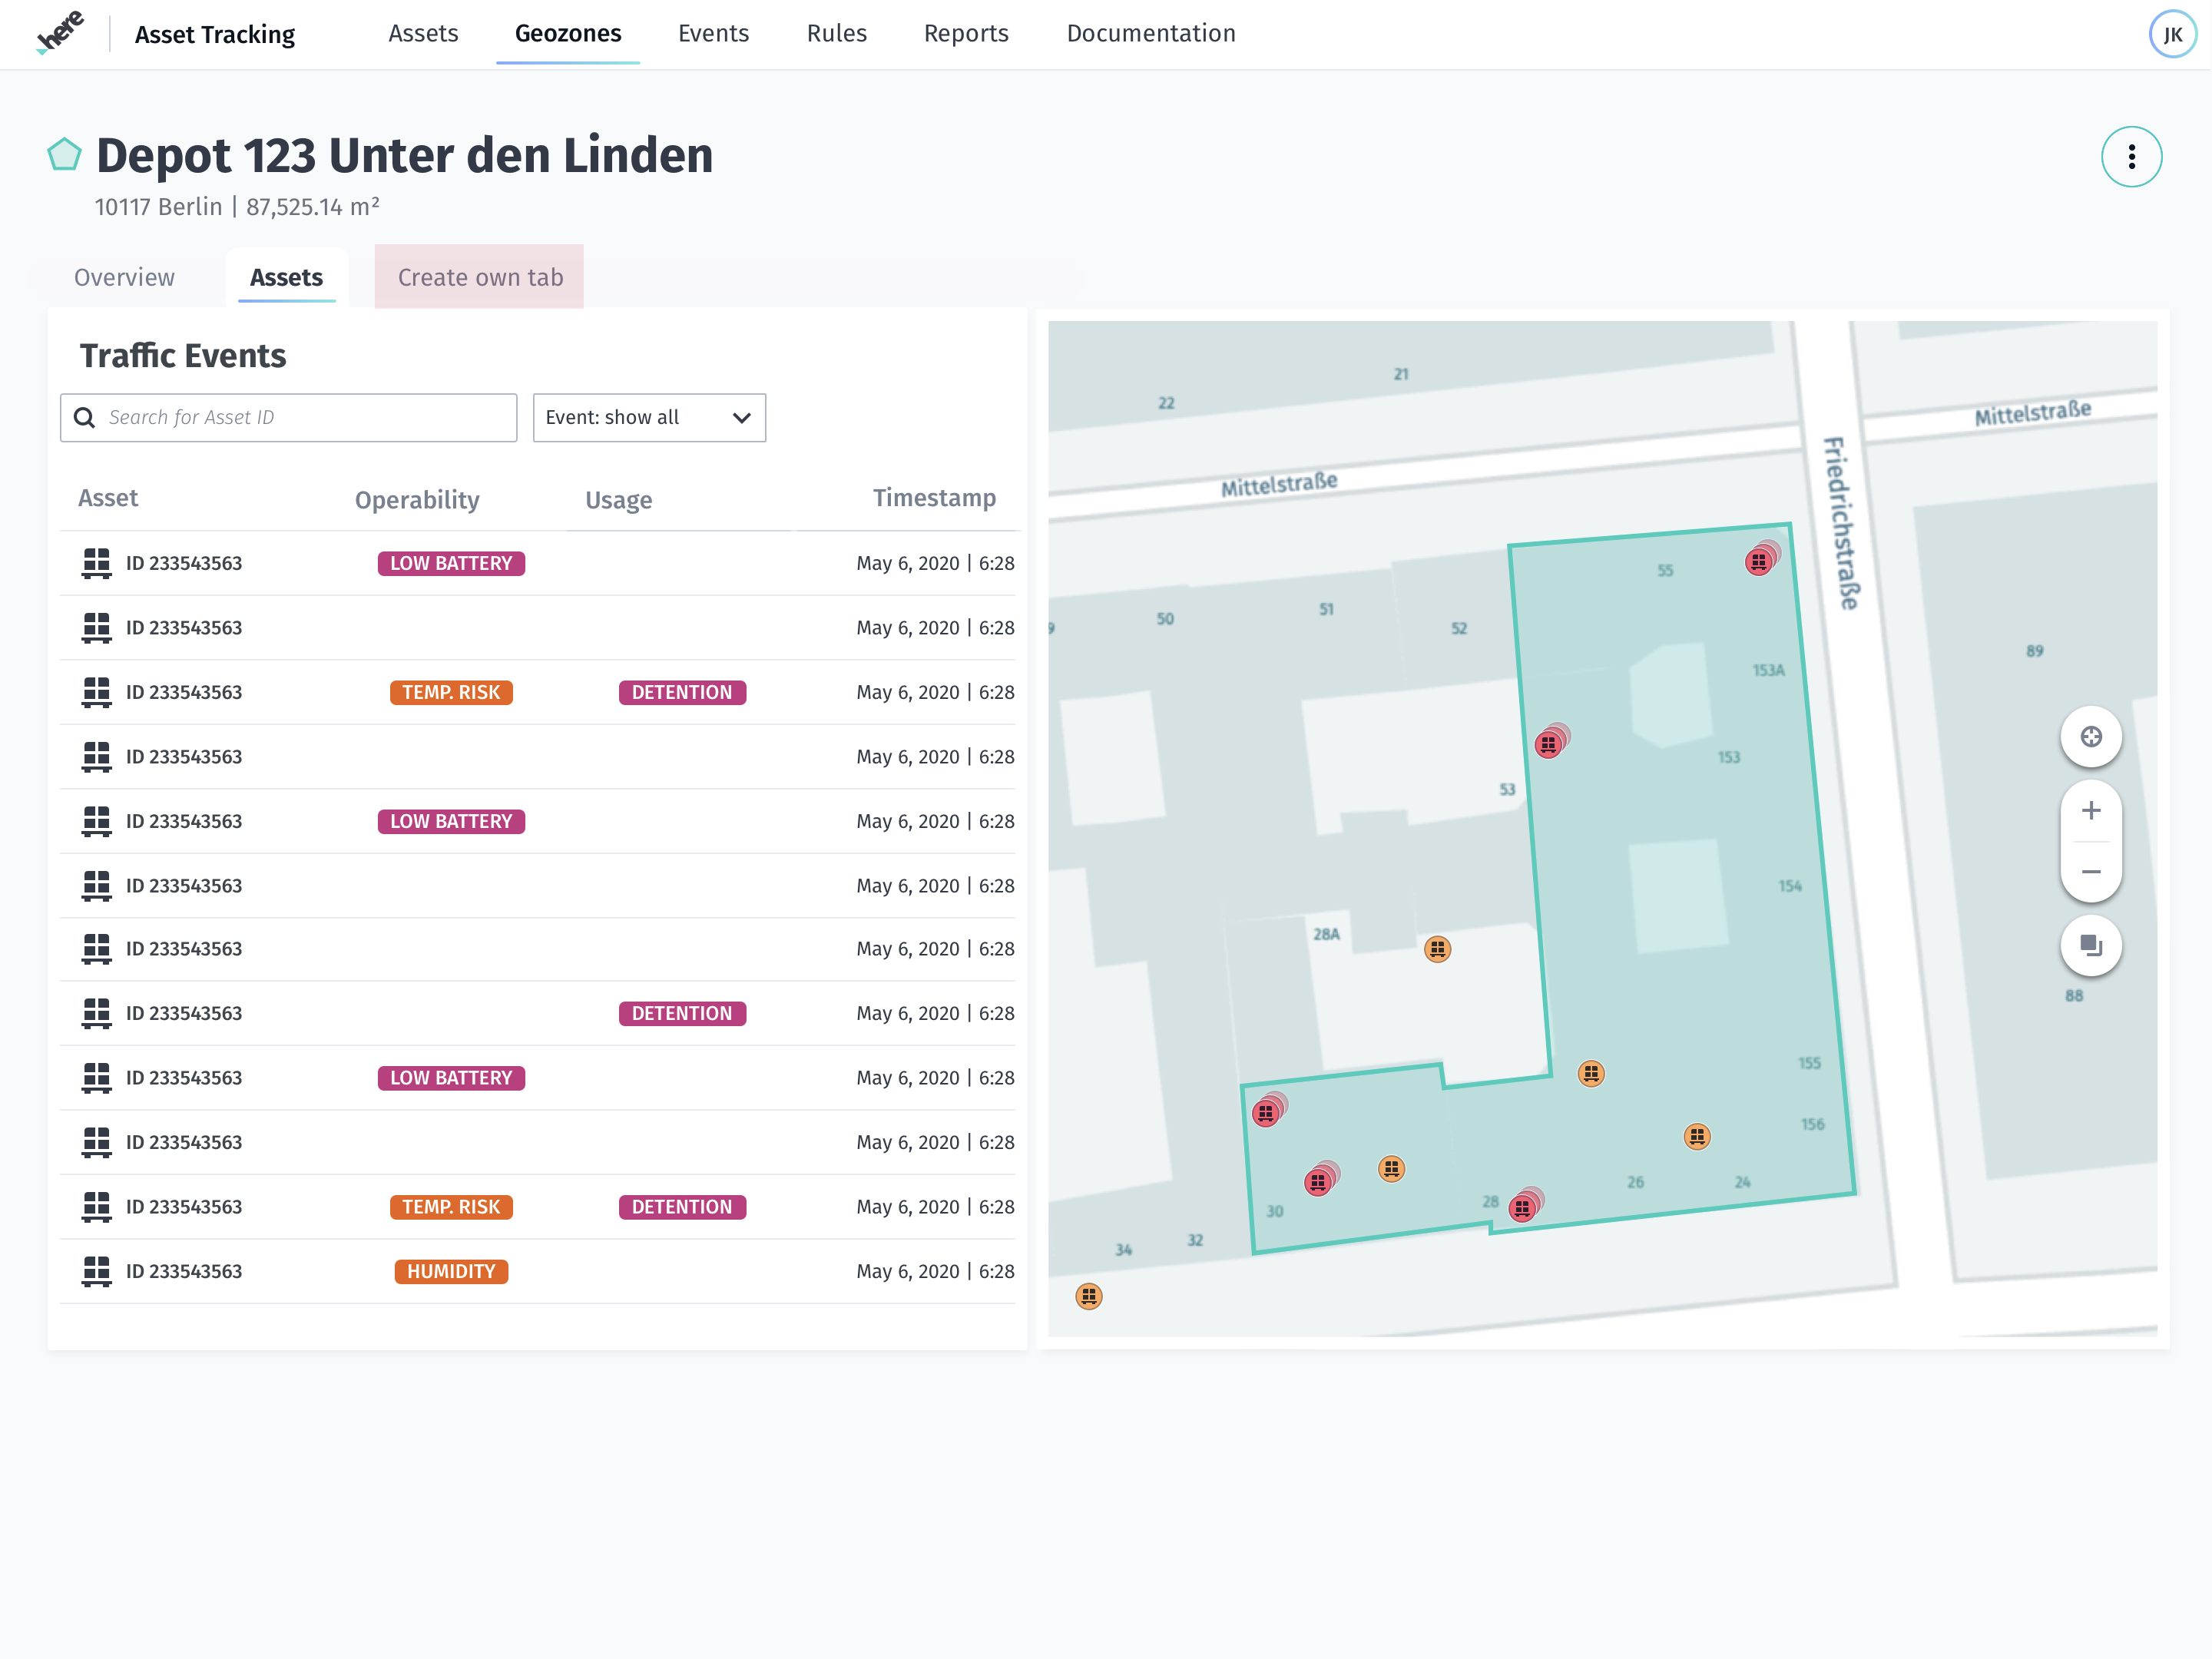 here
Asset Tracking
Assets
Geozones
Events
Rules
Reports
Documentation
JK
Depot 123 Unter den Linden
10117 Berlin | 87,525.14 m²
Overview
Assets
Create own tab
Traffic Events
Search for Asset ID
Event: show all
Asset Operability Usage Timestamp
ID 233543563 LOW BATTERY May 6, 2020 | 6:28
ID 233543563 May 6, 2020 | 6:28
ID 233543563 TEMP. RISK DETENTION May 6, 2020 | 6:28
ID 233543563 May 6, 2020 | 6:28
ID 233543563 LOW BATTERY May 6, 2020 | 6:28
ID 233543563 May 6, 2020 | 6:28
ID 233543563 May 6, 2020 | 6:28
ID 233543563 DETENTION May 6, 2020 | 6:28
ID 233543563 LOW BATTERY May 6, 2020 | 6:28
ID 233543563 May 6, 2020 | 6:28
ID 233543563 TEMP. RISK DETENTION May 6, 2020 | 6:28
ID 233543563 HUMIDITY May 6, 2020 | 6:28
21
22
Mittelstraße
Mittelstraße
Friedrichstraße
55
51
50
52
9
89
153A
153
53
154
28A
88
155
156
26
24
28
30
32
34